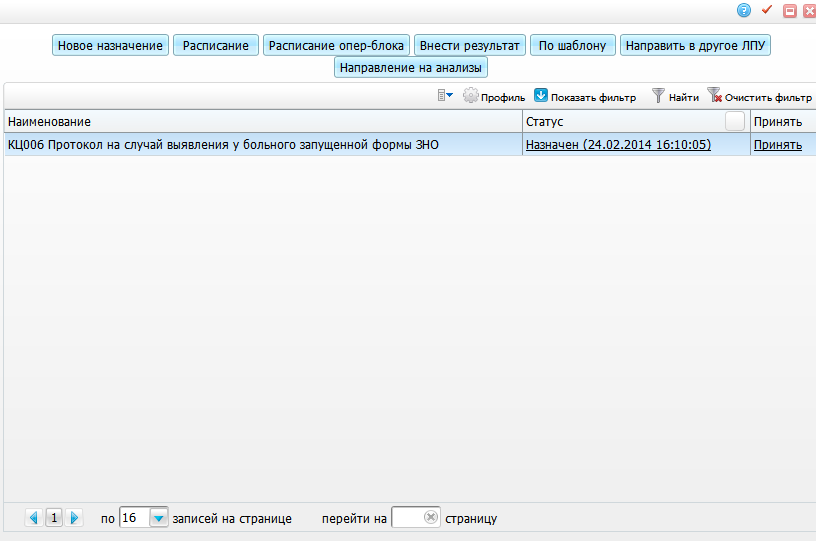 Новое назначение Расписание Расписание опер-блока Внести результат По шаблону Направить в другое ЛПУ
Направление на анализы
Профиль Показать фильтр Найти Очистить фильтр
Наименование Статус Принять
КЦ006 Протокол на случай выявления у больного запущенной формы ЗНО Назначен (24.02.2014 16:10:05) Принять
1 по 16 записей на странице перейти на страницу